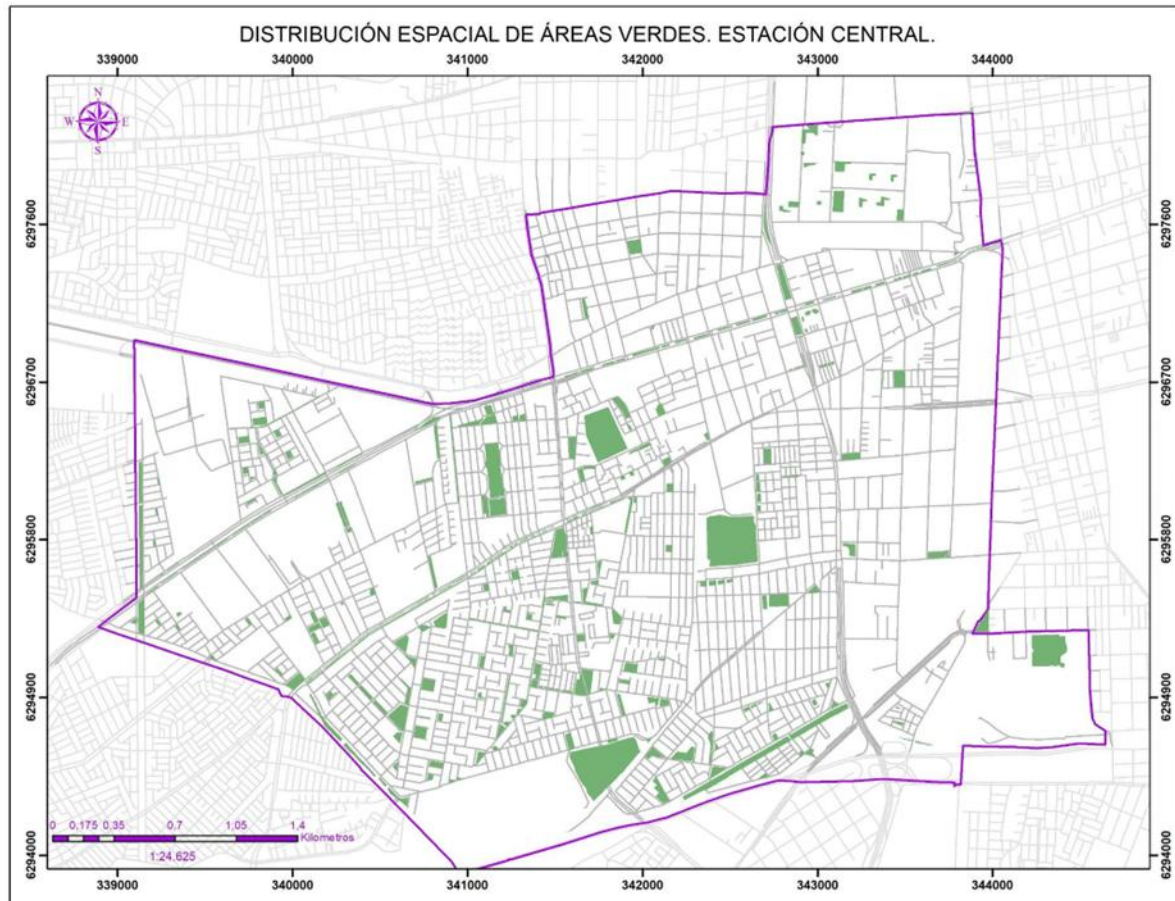 DISTRIBUCIÓN ESPACIAL DE ÁREAS VERDES. ESTACIÓN CENTRAL.
339000 340000 341000 342000 343000 344000
N
W E
S
6297600 6297600
6296700 6296700
6295800 6295800
6294900 6294900
0 0,175 0,35 0,7 1,05 1,4
Kilometros
1:24.625
6294000 6294000
339000 340000 341000 342000 343000 344000